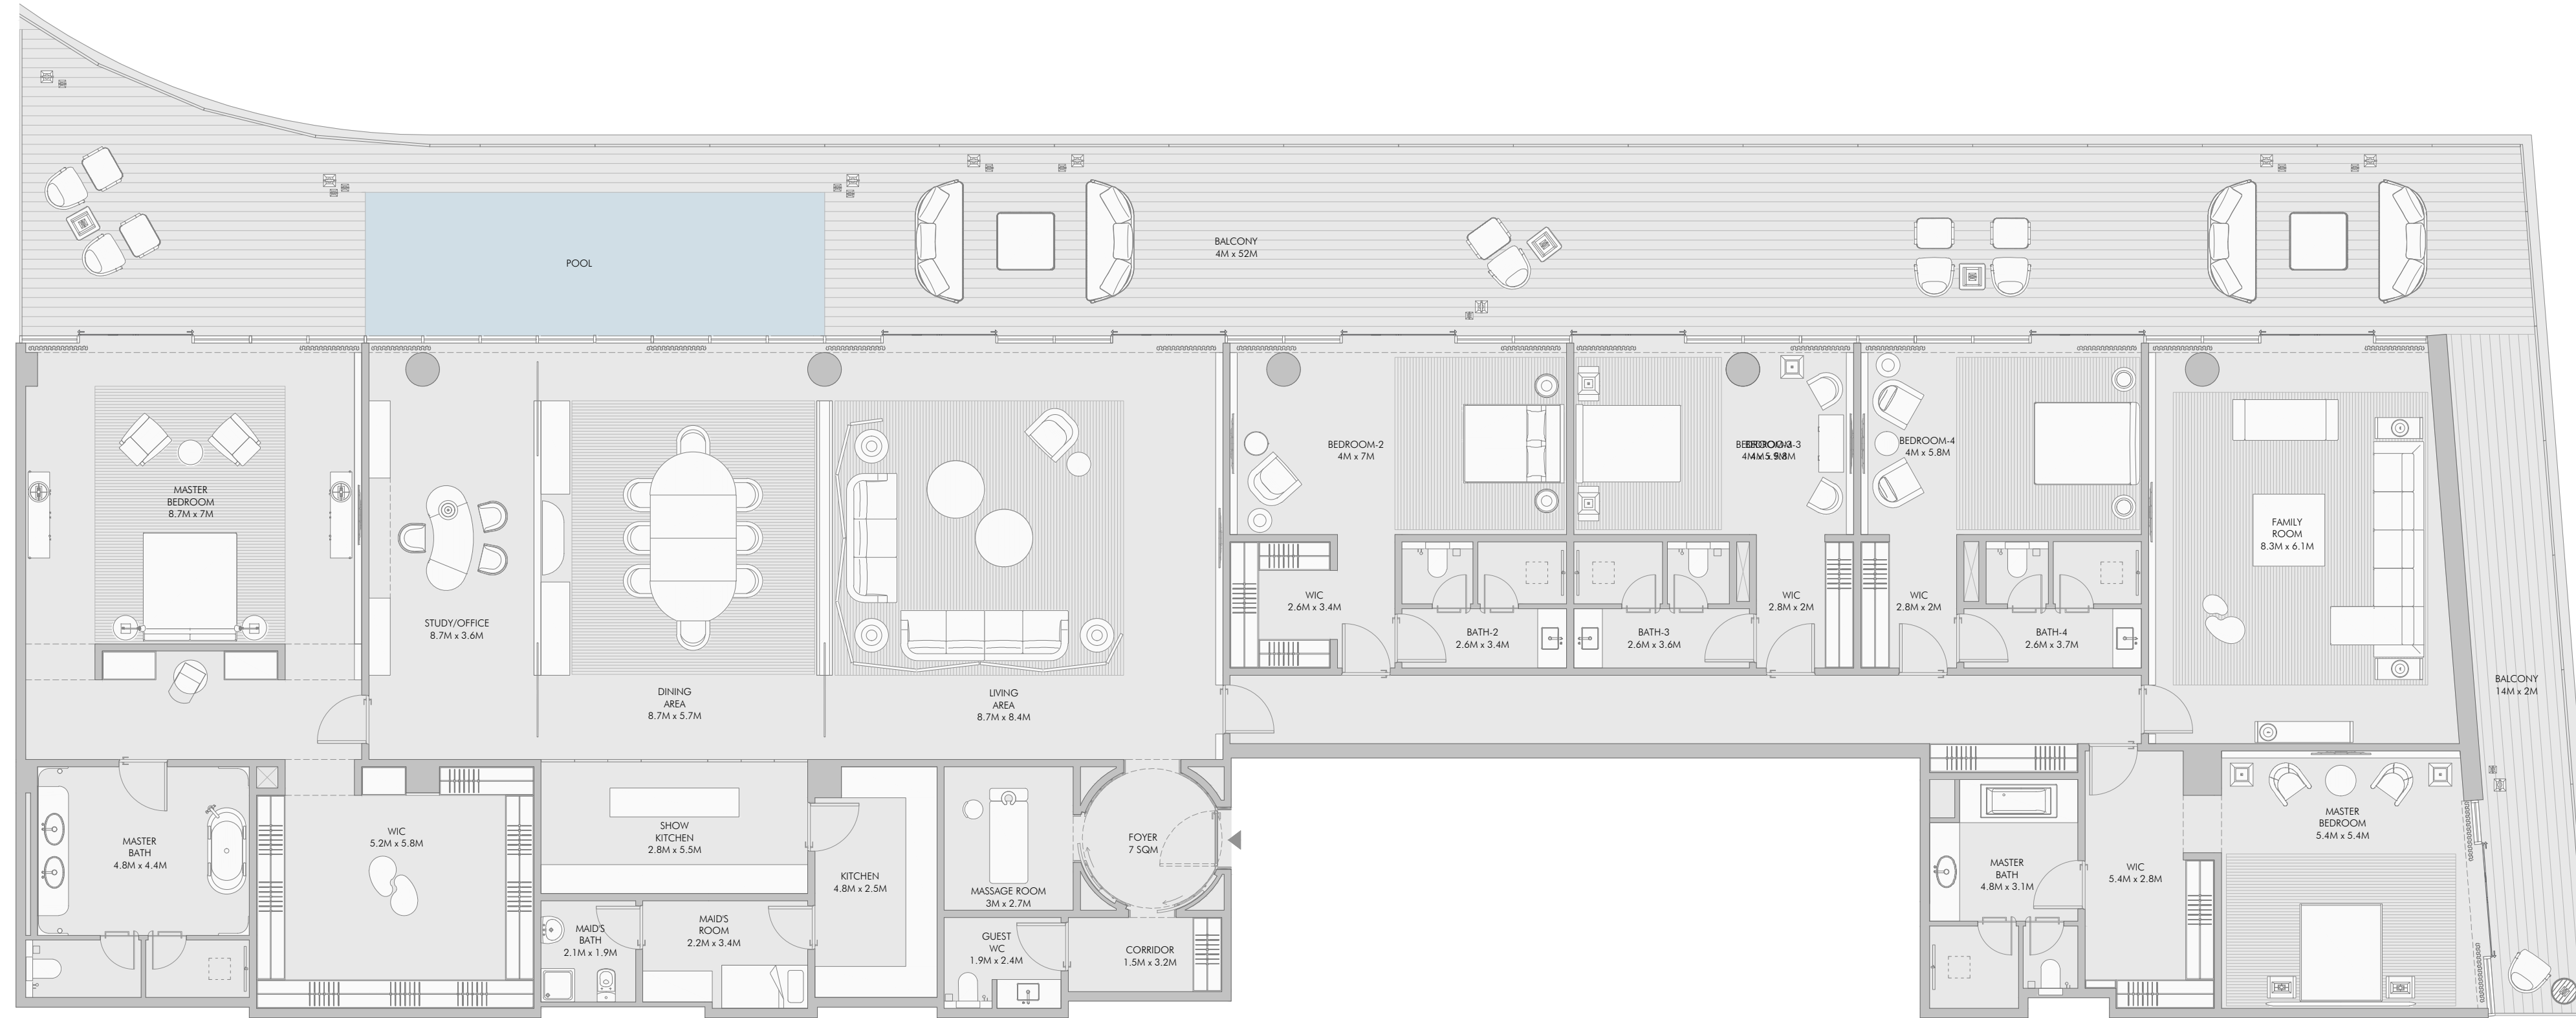 POOL
BALCONY
4M x 52M
MASTER
BEDROOM
8.7M x 7M
STUDY/OFFICE
8.7M x 3.6M
DINING
AREA
8.7M x 5.7M
LIVING
AREA
8.7M x 8.4M
BEDROOM-2
4M x 7M
BEDROOM-3
BEDROOM-4
4M x 5.8M
FAMILY
ROOM
8.3M x 6.1M
WIC
2.6M x 3.4M
BATH-2
2.6M x 3.4M
BATH-3
2.6M x 3.6M
WIC
2.8M x 2M
WIC
2.8M x 2M
BATH-4
2.6M x 3.7M
BALCONY
14M x 2M
MASTER
BATH
4.8M x 4.4M
WIC
5.2M x 5.8M
SHOW
KITCHEN
2.8M x 5.5M
KITCHEN
4.8M x 2.5M
MASSAGE ROOM
3M x 2.7M
FOYER
7 SQM
MAID'S
BATH
2.1M x 1.9M
MAID'S
ROOM
2.2M x 3.4M
GUEST
WC
1.9M x 2.4M
CORRIDOR
1.5M x 3.2M
MASTER
BATH
4.8M x 3.1M
WIC
5.4M x 2.8M
MASTER
BEDROOM
5.4M x 5.4M